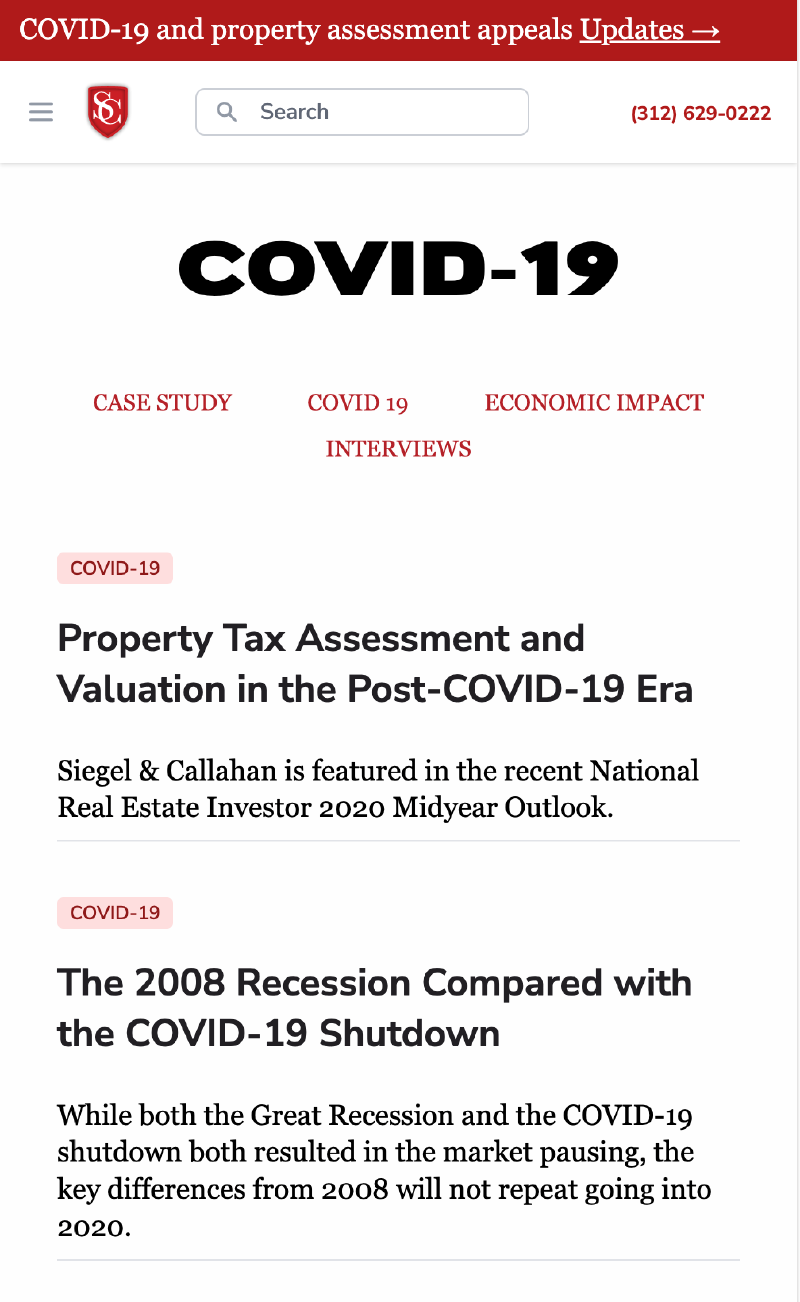 COVID-19 and property assessment appeals Updates →
SC
Search
(312) 629-0222
COVID-19
CASE STUDY COVID 19 ECONOMIC IMPACT
INTERVIEWS
COVID-19
Property Tax Assessment and
Valuation in the Post-COVID-19 Era
Siegel & Callahan is featured in the recent National
Real Estate Investor 2020 Midyear Outlook.
COVID-19
The 2008 Recession Compared with
the COVID-19 Shutdown
While both the Great Recession and the COVID-19
shutdown both resulted in the market pausing, the
key differences from 2008 will not repeat going into
2020.